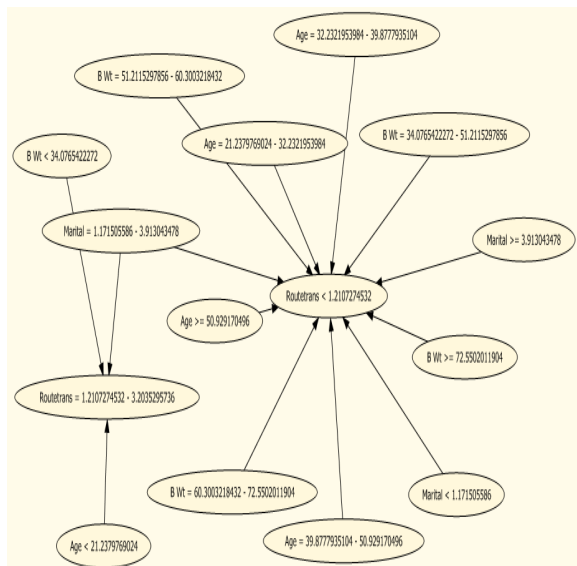 Age = 32.2321953984 - 39.8777935104
B Wt = 51.2115297856 - 60.3003218432
B Wt = 34.0765422272 - 51.2115297856
Age = 21.2379769024 - 32.2321953984
B Wt < 34.0765422272
Marital = 1.171505586 - 3.913043478
Marital >= 3.913043478
Routetrans < 1.2107274532
Age >= 50.929170496
B Wt >= 72.5502011904
Routetrans = 1.2107274532 - 3.2035295736
B Wt = 60.3003218432 - 72.5502011904
Marital < 1.171505586
Age < 21.2379769024
Age = 39.8777935104 - 50.929170496